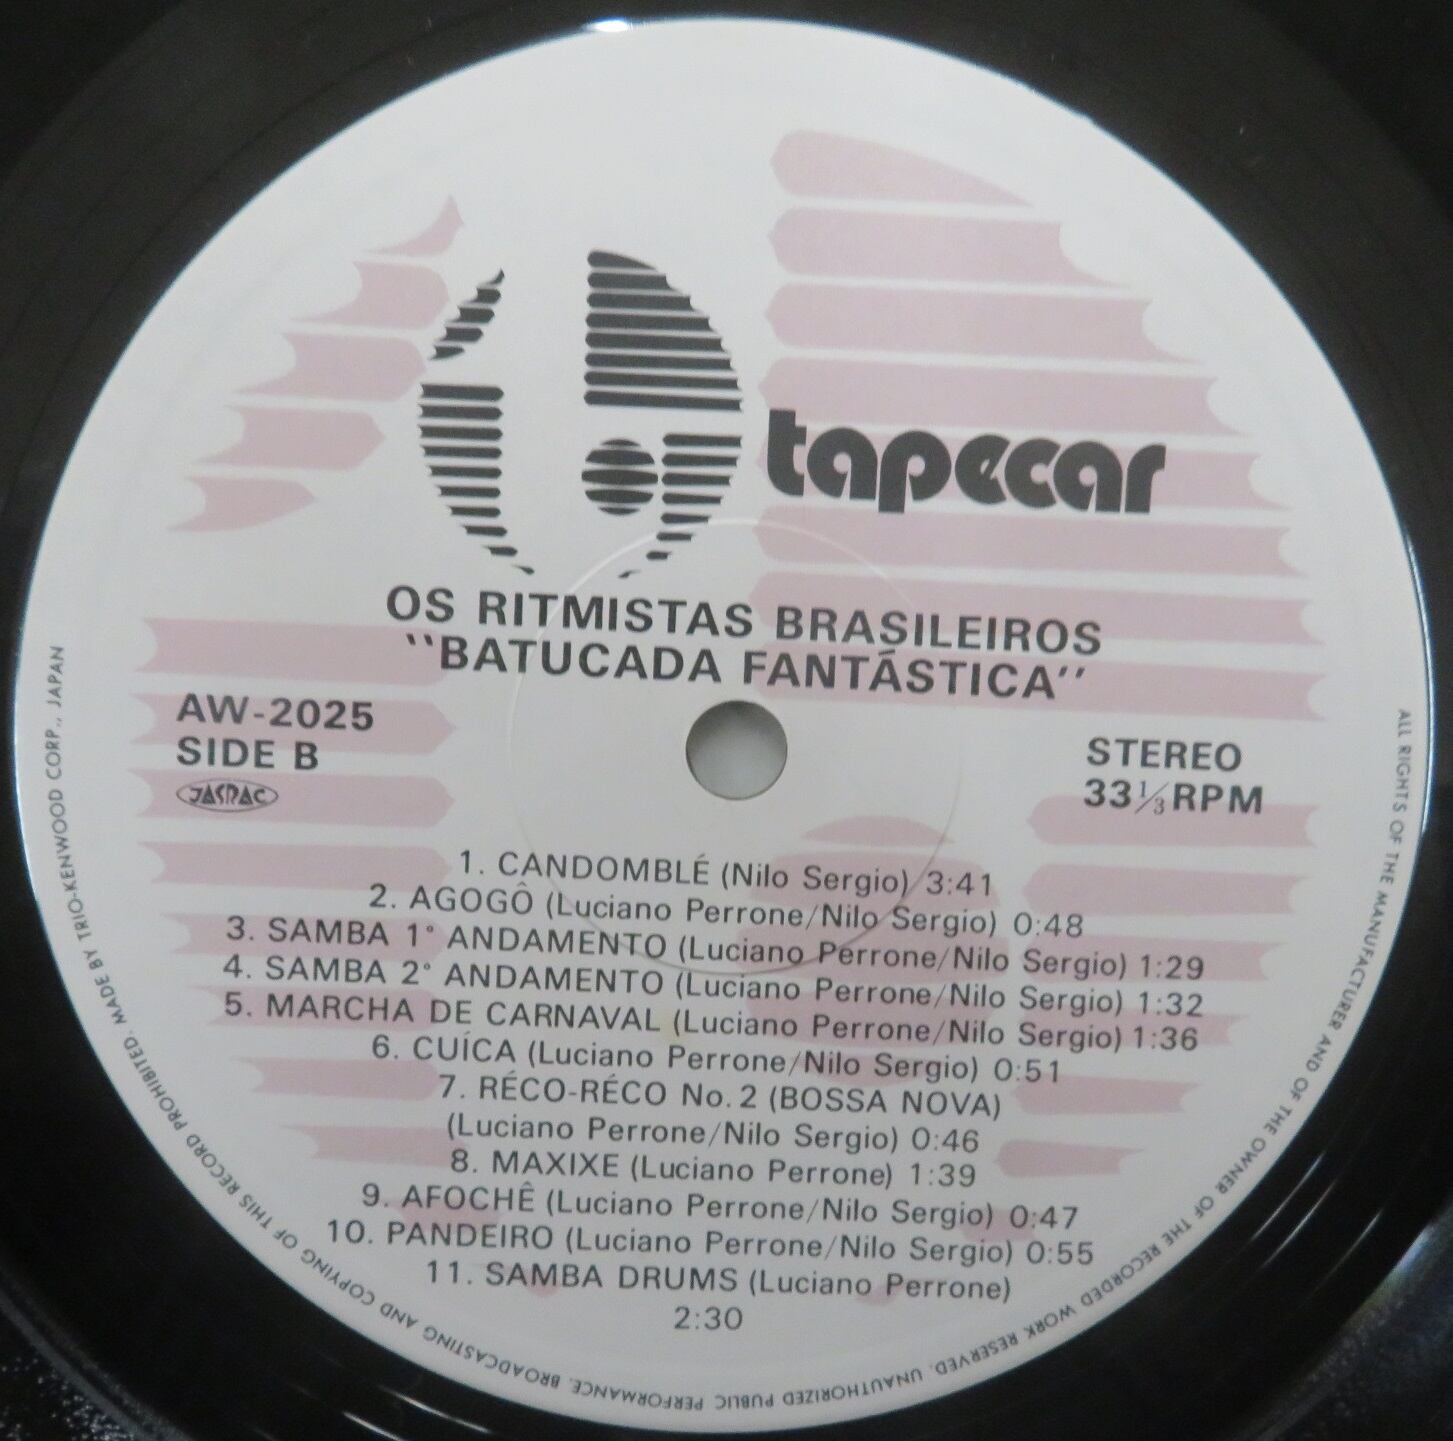 tapecar
OS RITMISTAS BRASILEIROS
"BATUCADA FANTÁSTICA"
AW-2025
SIDE B
JASRAC
STEREO
33 1/3 RPM
1. CANDOMBLÉ (Nilo Sergio) 3:41
2. AGOGÔ (Luciano Perrone/Nilo Sergio) 0:48
3. SAMBA 1° ANDAMENTO (Luciano Perrone/Nilo Sergio) 1:29
4. SAMBA 2° ANDAMENTO (Luciano Perrone/Nilo Sergio) 1:32
5. MARCHA DE CARNAVAL (Luciano Perrone/Nilo Sergio) 1:36
6. CUÍCA (Luciano Perrone/Nilo Sergio) 0:51
7. RÉCO-RÉCO No. 2 (BOSSA NOVA)
(Luciano Perrone/Nilo Sergio) 0:46
8. MAXIXE (Luciano Perrone) 1:39
9. AFOCHÊ (Luciano Perrone/Nilo Sergio) 0:47
10. PANDEIRO (Luciano Perrone/Nilo Sergio) 0:55
11. SAMBA DRUMS (Luciano Perrone)
2:30
ALL RIGHTS OF THE MANUFACTURER AND OF THE OWNER OF THE RECORDED WORK RESERVED. UNAUTHORIZED PUBLIC PERFORMANCE, BROADCASTING AND COPYING OF THIS RECORD PROHIBITED. MADE BY TRIO-KENWOOD CORP., JAPAN